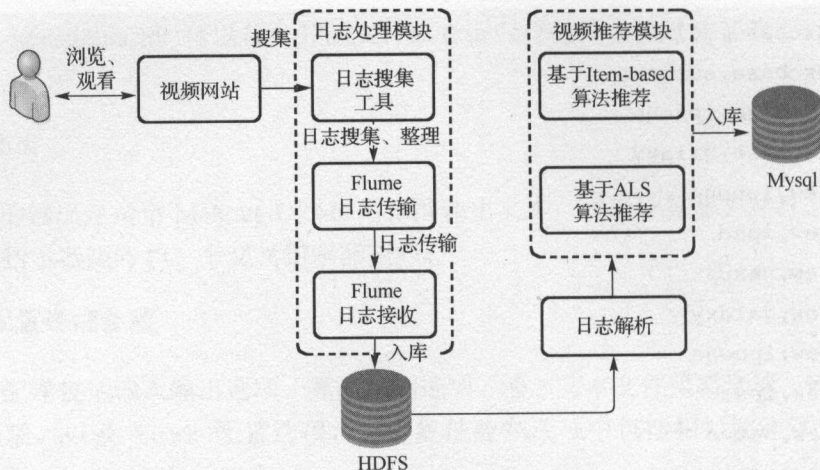 浏览、
观看
视频网站
搜集
日志处理模块
日志搜集
工具
日志搜集、整理
Flume
日志传输
日志传输
Flume
日志接收
入库
HDFS
日志解析
视频推荐模块
基于Item-based
算法推荐
基于ALS
算法推荐
入库
Mysql